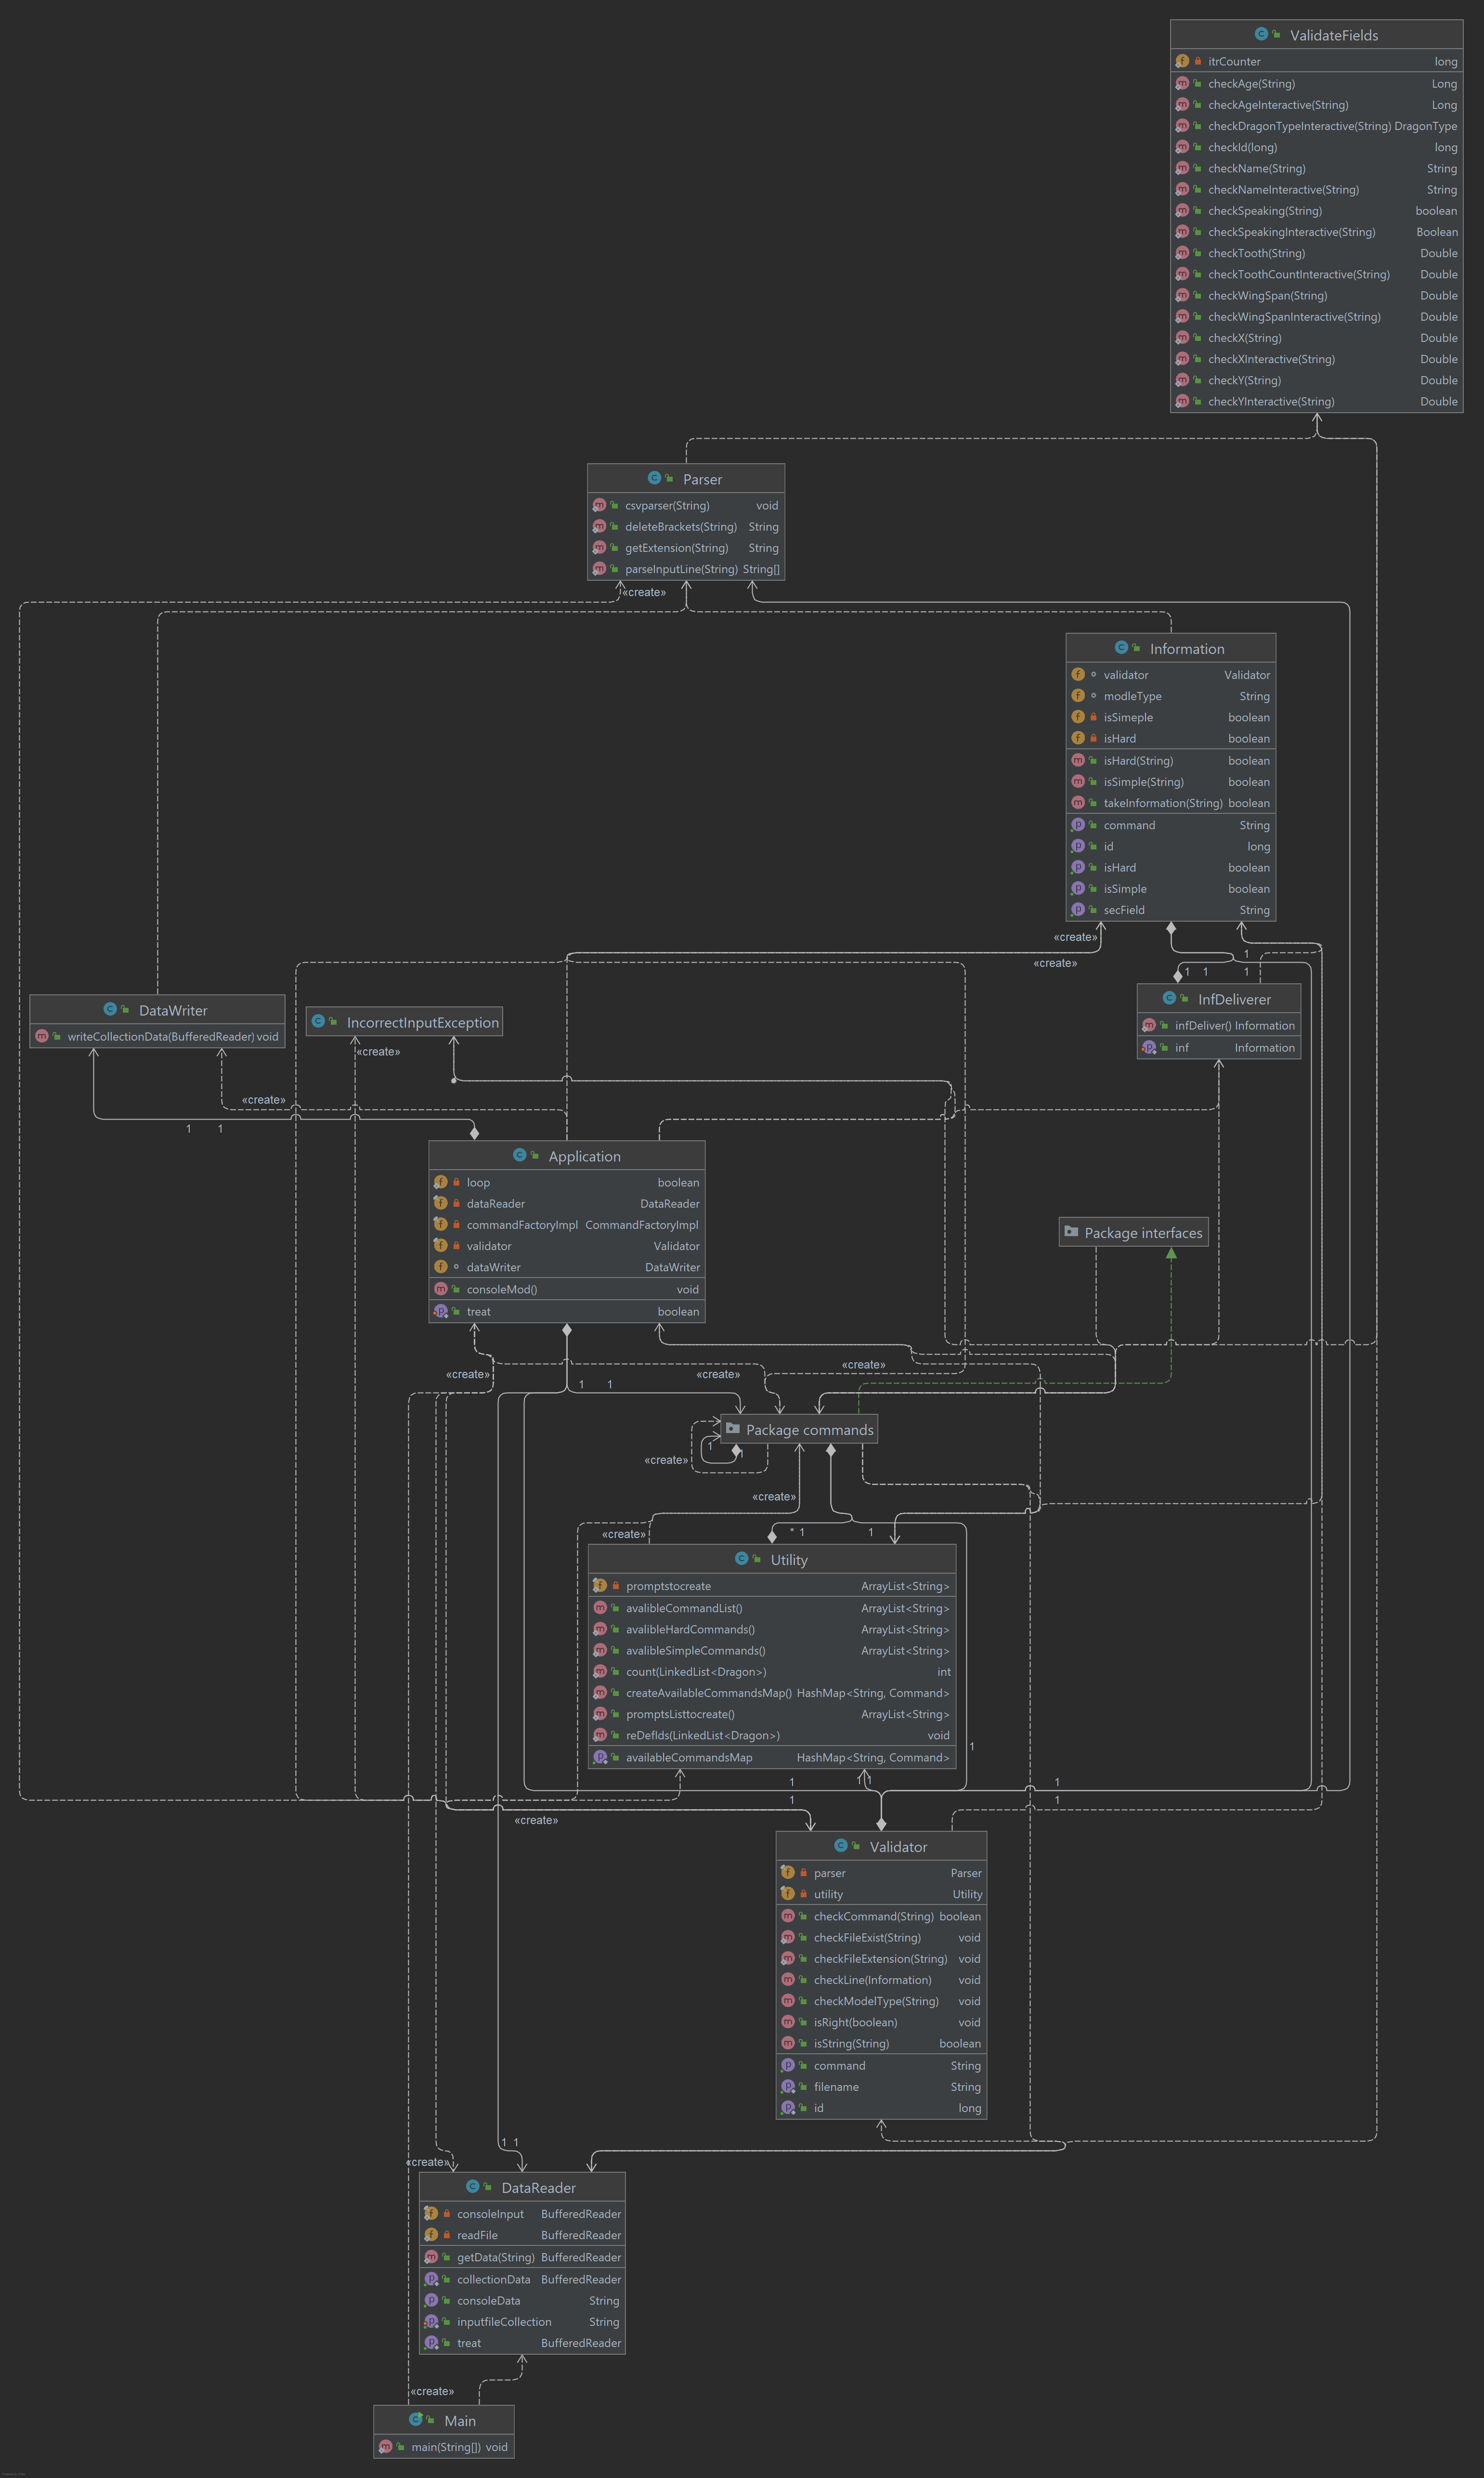 ValidateFields
itrCounter long
checkAge(String) Long
checkAgeInteractive(String) Long
checkDragonTypeInteractive(String) DragonType
checkId(long) long
checkName(String) String
checkNameInteractive(String) String
checkSpeaking(String) boolean
checkSpeakingInteractive(String) Boolean
checkTooth(String) Double
checkToothCountInteractive(String) Double
checkWingSpan(String) Double
checkWingSpanInteractive(String) Double
checkX(String) Double
checkXInteractive(String) Double
checkY(String) Double
checkYInteractive(String) Double
Parser
csvparser(String) void
deleteBrackets(String) String
getExtension(String) String
parseInputLine(String) String[]
«create»
Information
validator Validator
modleType String
isSimeple boolean
isHard boolean
isHard(String) boolean
isSimple(String) boolean
takeInformation(String) boolean
command String
id long
isHard boolean
isSimple boolean
secField String
«create»
«create»
1
1 1 1
InfDeliverer
infDeliver() Information
inf Information
DataWriter
writeCollectionData(BufferedReader) void
IncorrectInputException
«create»
«create»
1 1
Application
loop boolean
dataReader DataReader
commandFactoryImpl CommandFactoryImpl
validator Validator
dataWriter DataWriter
consoleMod() void
treat boolean
Package interfaces
«create» «create» «create»
1 1
Package commands
1 1
«create»
«create»
«create» * 1 1
Utility
promptstocreate ArrayList<String>
avalibleCommandList() ArrayList<String>
avalibleHardCommands() ArrayList<String>
avalibleSimpleCommands() ArrayList<String>
count(LinkedList<Dragon>) int
createAvailableCommandsMap() HashMap<String, Command>
promptsListtocreate() ArrayList<String>
reDefIds(LinkedList<Dragon>) void
availableCommandsMap HashMap<String, Command>
1
1 1 1 1
1 1
«create»
Validator
parser Parser
utility Utility
checkCommand(String) boolean
checkFileExist(String) void
checkFileExtension(String) void
checkLine(Information) void
checkModelType(String) void
isRight(boolean) void
isString(String) boolean
command String
filename String
id long
1 1
«create»
DataReader
consoleInput BufferedReader
readFile BufferedReader
getData(String) BufferedReader
collectionData BufferedReader
consoleData String
inputfileCollection String
treat BufferedReader
«create»
Main
main(String[]) void